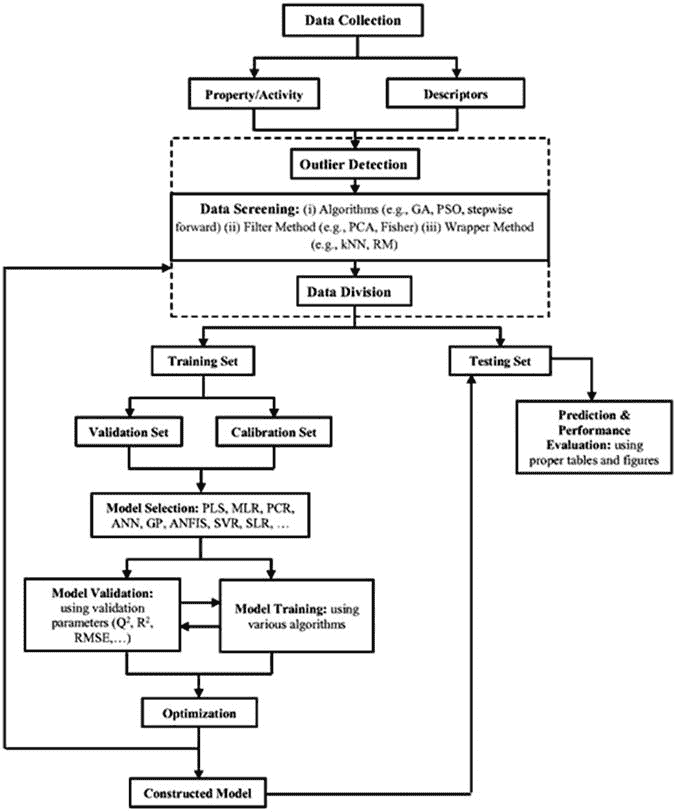 Data Collection
Property/Activity
Descriptors
Outlier Detection
Data Screening: (i) Algorithms (e.g., GA, PSO, stepwise
forward) (ii) Filter Method (e.g., PCA, Fisher) (iii) Wrapper Method
(e.g., kNN, RM)
Data Division
Training Set
Testing Set
Validation Set
Calibration Set
Prediction &
Performance
Evaluation: using
proper tables and figures
Model Selection: PLS, MLR, PCR,
ANN, GP, ANFIS, SVR, SLR, …
Model Validation:
using validation
parameters (Q², R²,
RMSE,…)
Model Training: using
various algorithms
Optimization
Constructed Model